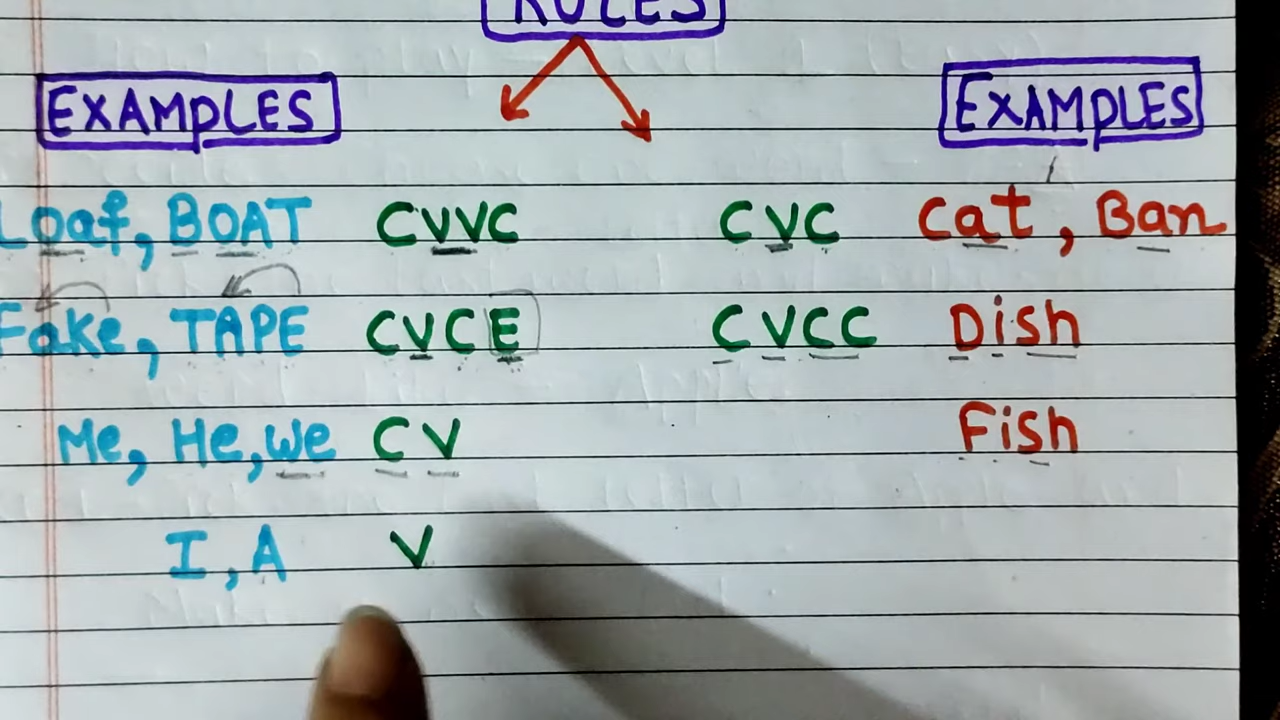 RULES
EXAMPLES EXAMPLES
Loaf, BOAT CVVC CVC Cat, Ban
Fake, TAPE CVCE CVCC Dish
Me, He, we CV Fish
I, A V